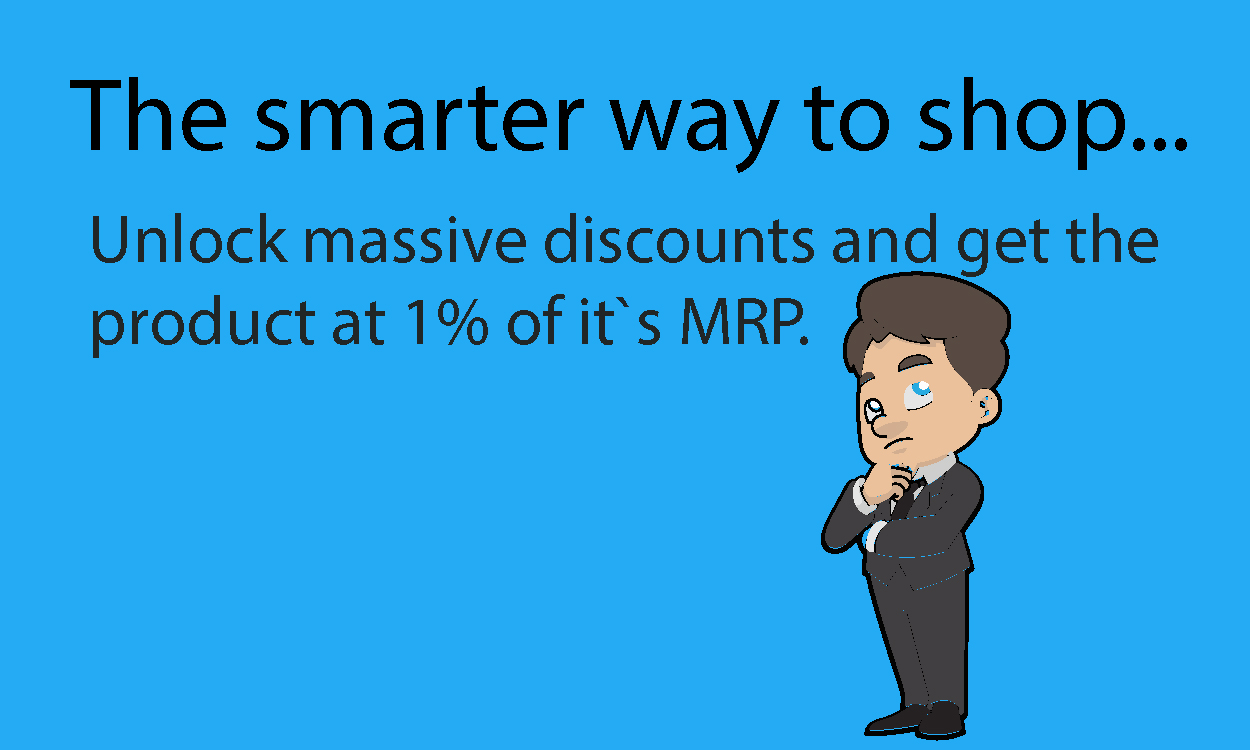 The smarter way to shop...
Unlock massive discounts and get the
product at 1% of it`s MRP.